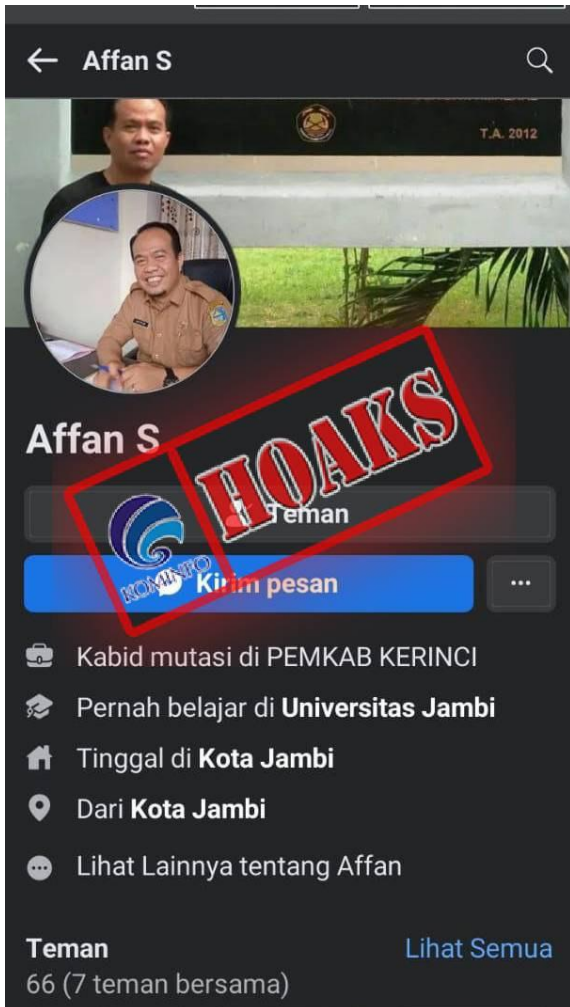 Affan S
T.A. 2012
Affan S
HOAKS
KOMINFO
Teman
Kirim pesan
Kabid mutasi di PEMKAB KERINCI
Pernah belajar di Universitas Jambi
Tinggal di Kota Jambi
Dari Kota Jambi
Lihat Lainnya tentang Affan
Teman
Lihat Semua
66 (7 teman bersama)